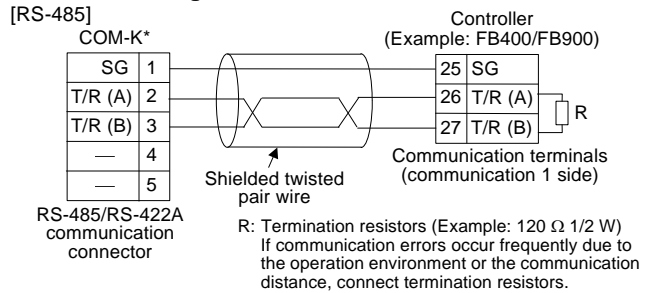 [RS-485]
COM-K*
SG 1
T/R (A) 2
T/R (B) 3
— 4
— 5
RS-485/RS-422A
communication
connector
Shielded twisted
pair wire
Controller
(Example: FB400/FB900)
25 SG
26 T/R (A)
27 T/R (B)
R
Communication terminals
(communication 1 side)
R: Termination resistors (Example: 120 Ω 1/2 W)
If communication errors occur frequently due to
the operation environment or the communication
distance, connect termination resistors.